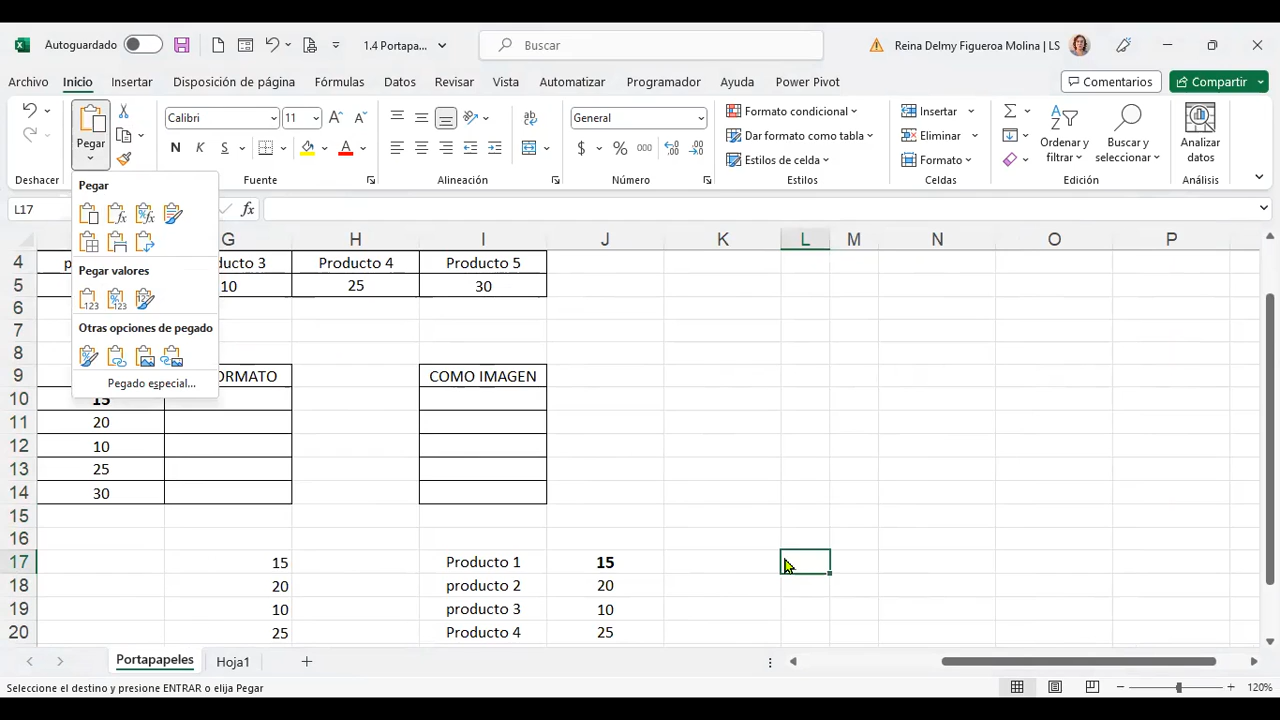 Autoguardado
1.4 Portapa...
Buscar
Reina Delmy Figueroa Molina | LS
Archivo Inicio Insertar Disposición de página Fórmulas Datos Revisar Vista Automatizar Programador Ayuda Power Pivot
Comentarios
Compartir
Pegar
Calibri 11
N K S
General
$ % 000
Formato condicional
Dar formato como tabla
Estilos de celda
Insertar
Eliminar
Formato
Ordenar y
filtrar
Buscar y
seleccionar
Analizar
datos
Deshacer Fuente Alineación Número Estilos Celdas Edición Análisis
L17
fx
Pegar
Pegar valores
Otras opciones de pegado
Pegado especial...
G H I J K L M N O P
4 p ducto 3 Producto 4 Producto 5
5 10 25 30
6
7
8
9 ORMATO COMO IMAGEN
10 15
11 20
12 10
13 25
14 30
15
16
17 15 Producto 1 15
18 20 producto 2 20
19 10 producto 3 10
20 25 Producto 4 25
Portapapeles Hoja1
Seleccione el destino y presione ENTRAR o elija Pegar
120%